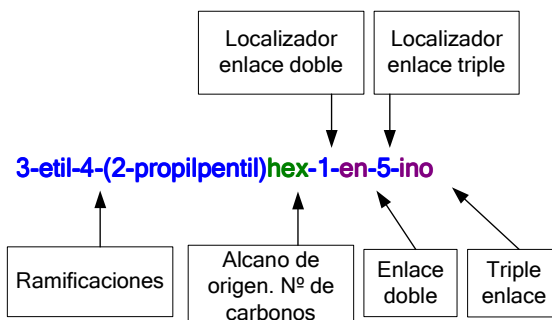 Localizador
enlace doble
Localizador
enlace triple
3-etil-4-(2-propilpentil)hex-1-en-5-ino
Ramificaciones
Alcano de
origen. Nº de
carbonos
Enlace
doble
Triple
enlace